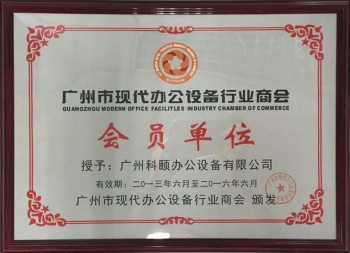 广州市现代办公设备行业商会
GUANGZHOU MODERN OFFICE FACILITLES INDUSTRY CHAMBER OF COMMERCE
会员单位
授予：广州科颐办公设备有限公司
有效期：二0一三年六月至二0一六年六月
广州市现代办公设备行业商会 颁发